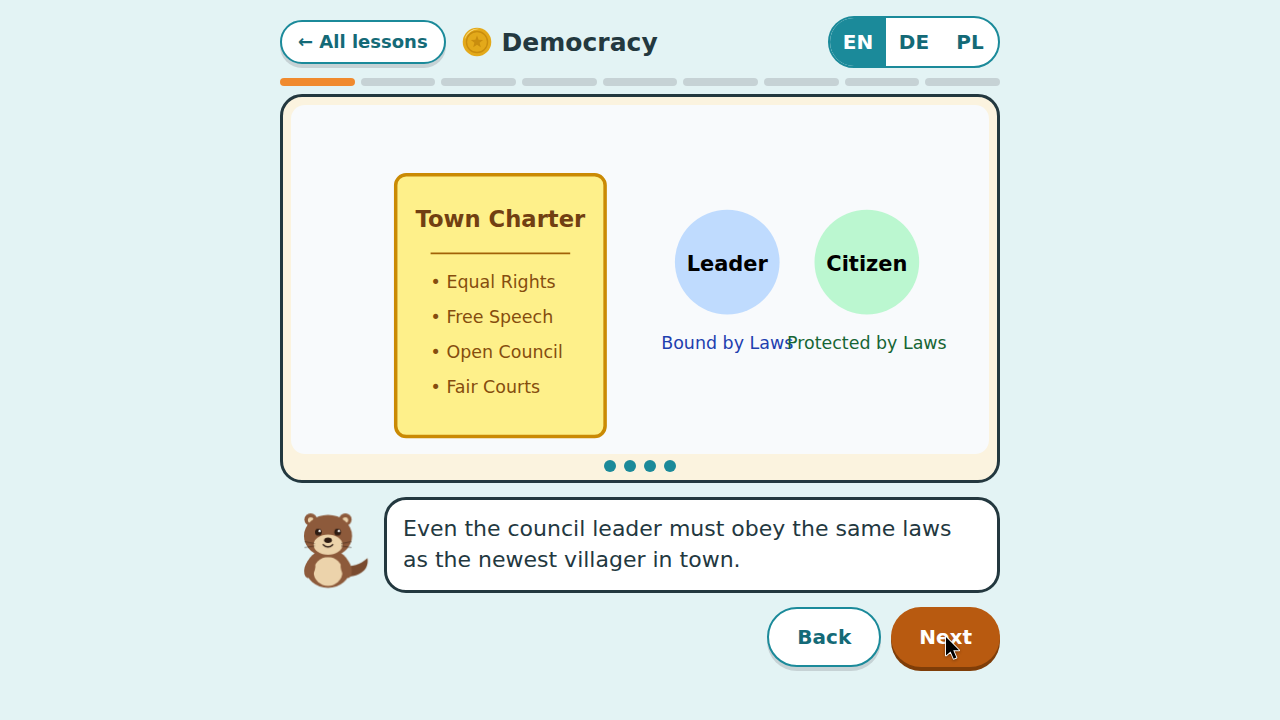 ← All lessons
Democracy
EN
DE
PL
Town Charter
• Equal Rights
• Free Speech
• Open Council
• Fair Courts
Leader
Citizen
Bound by Laws
Protected by Laws
Even the council leader must obey the same laws
as the newest villager in town.
Back
Next